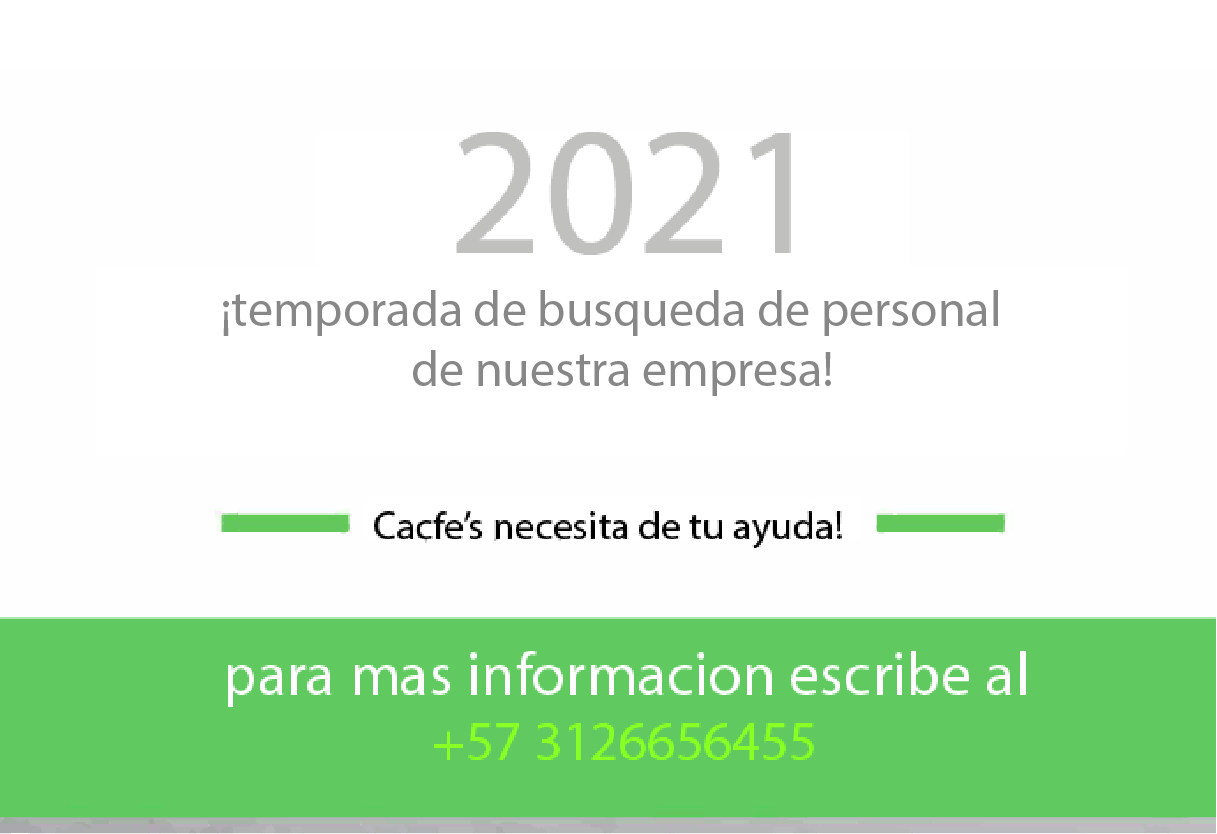 2021
¡temporada de busqueda de personal
de nuestra empresa!
Cacfe's necesita de tu ayuda!
para mas informacion escribe al
+57 3126656455